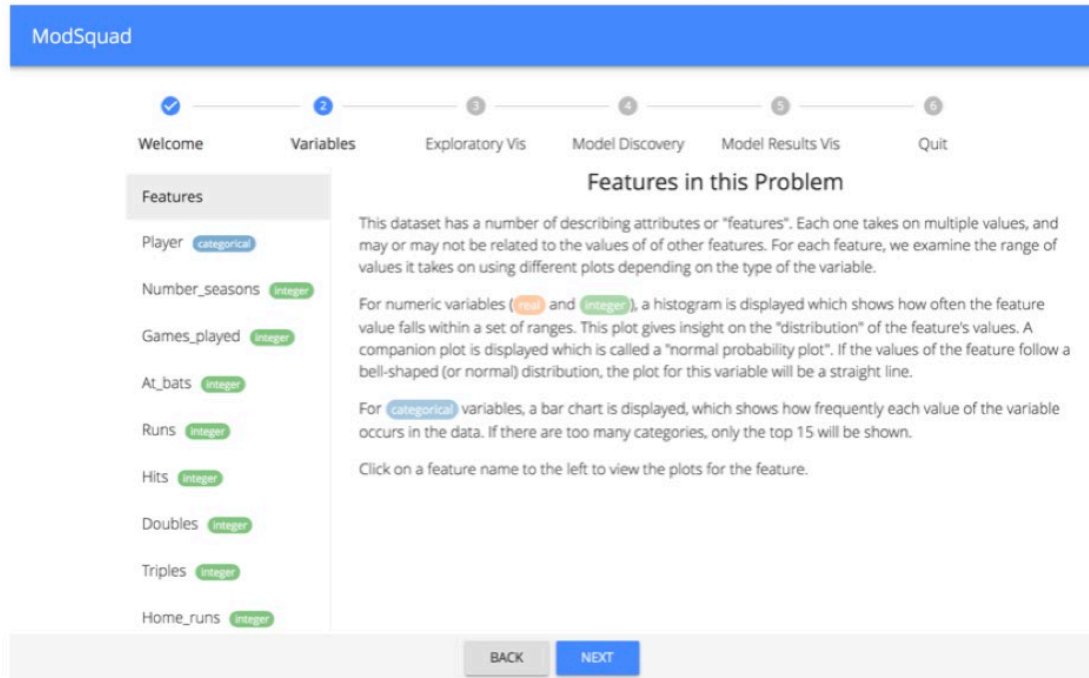 ModSquad
2 3 4 5 6
Welcome Variables Exploratory Vis Model Discovery Model Results Vis Quit
Features
Player categorical
Number_seasons integer
Games_played integer
At_bats integer
Runs integer
Hits integer
Doubles integer
Triples integer
Home_runs integer
Features in this Problem
This dataset has a number of describing attributes or "features". Each one takes on multiple values, and
may or may not be related to the values of of other features. For each feature, we examine the range of
values it takes on using different plots depending on the type of the variable.
For numeric variables (real and integer), a histogram is displayed which shows how often the feature
value falls within a set of ranges. This plot gives insight on the "distribution" of the feature's values. A
companion plot is displayed which is called a "normal probability plot". If the values of the feature follow a
bell-shaped (or normal) distribution, the plot for this variable will be a straight line.
For categorical variables, a bar chart is displayed, which shows how frequently each value of the variable
occurs in the data. If there are too many categories, only the top 15 will be shown.
Click on a feature name to the left to view the plots for the feature.
BACK NEXT